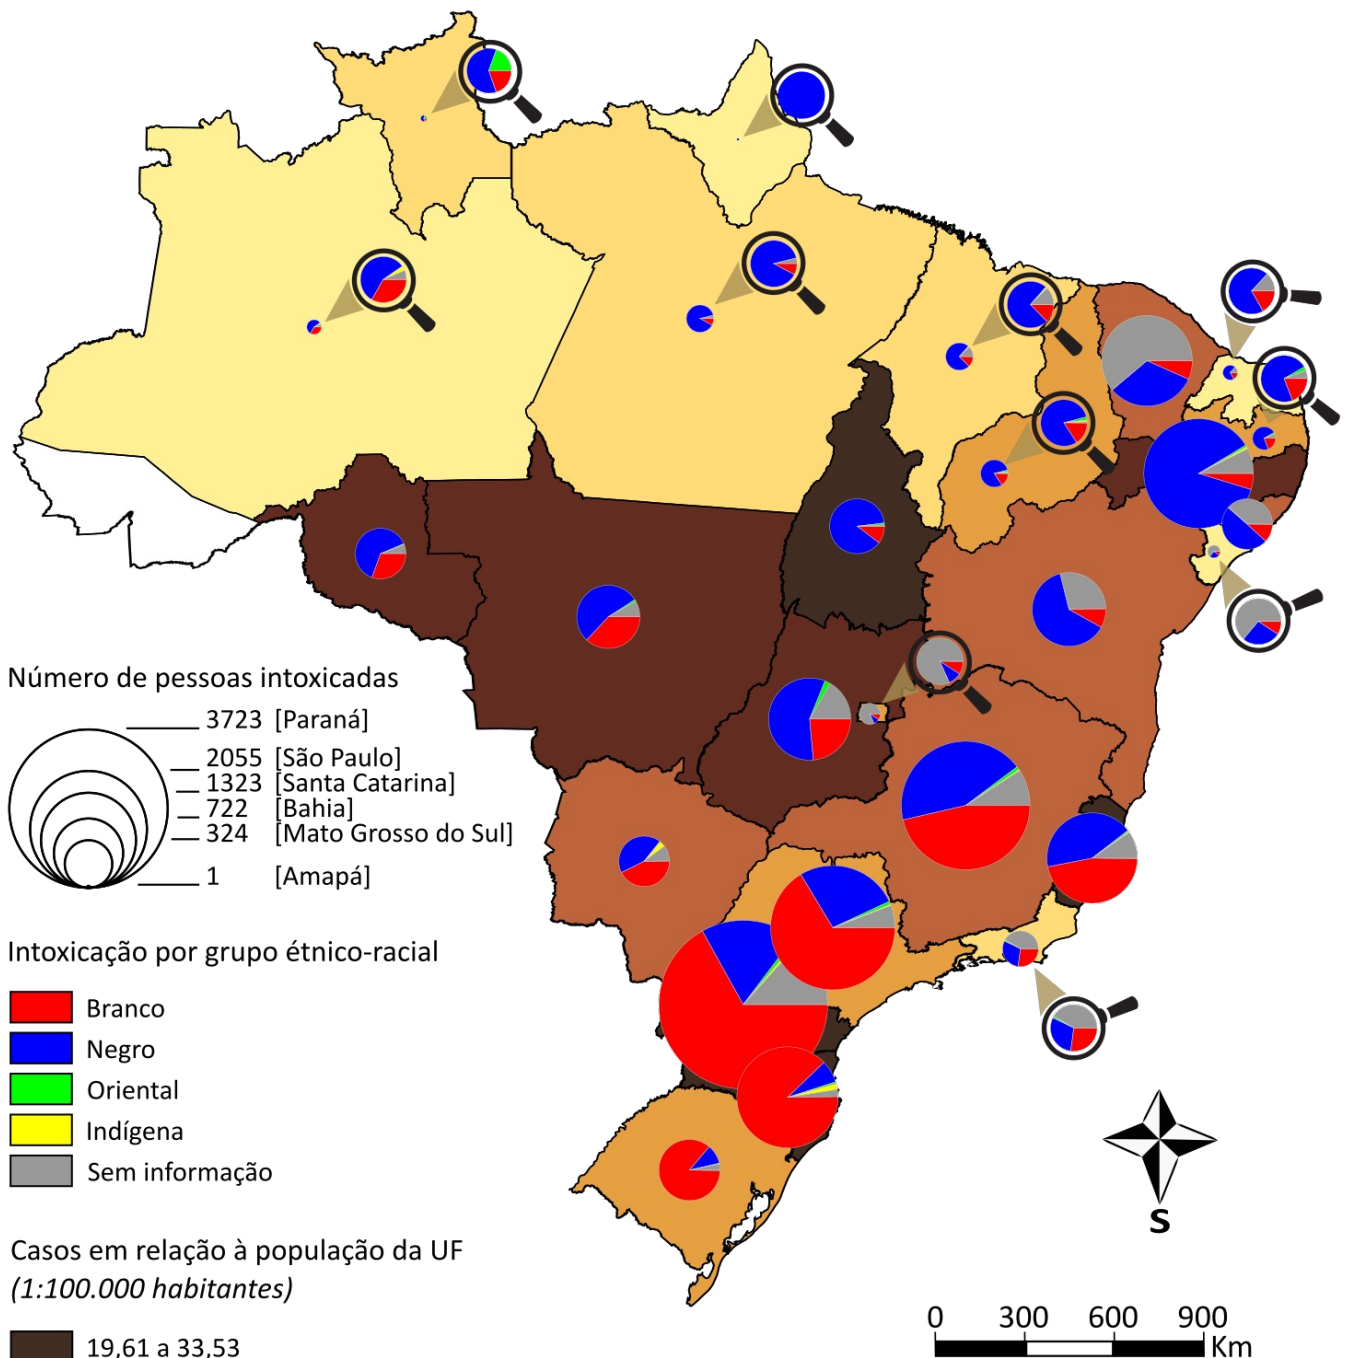 Número de pessoas intoxicadas
3723 [Paraná]
2055 [São Paulo]
1323 [Santa Catarina]
722 [Bahia]
324 [Mato Grosso do Sul]
1 [Amapá]
Intoxicação por grupo étnico-racial
Branco
Negro
Oriental
Indígena
Sem informação
Casos em relação à população da UF
(1:100.000 habitantes)
19,61 a 33,53
S
0 300 600 900
Km